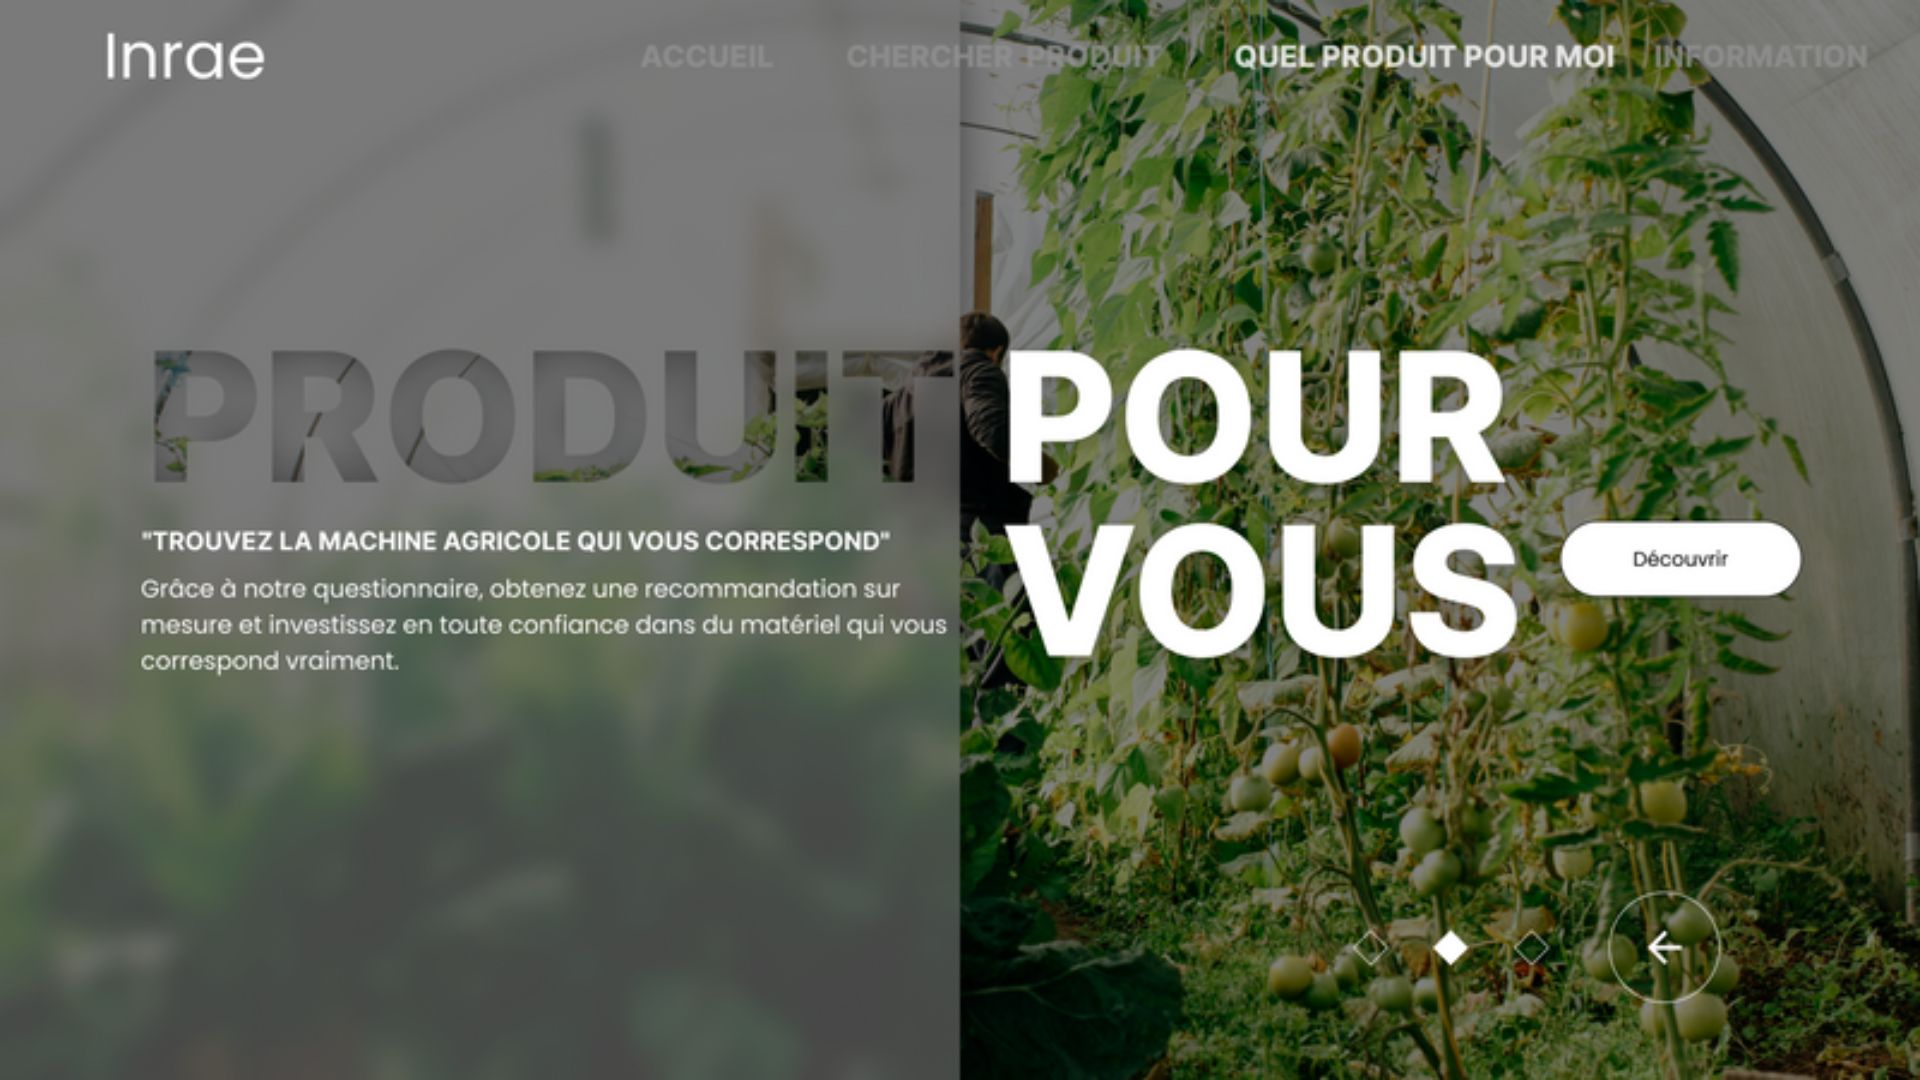 Inrae
ACCUEIL CHERCHER PRODUIT QUEL PRODUIT POUR MOI INFORMATION
PRODUIT POUR
VOUS
"TROUVEZ LA MACHINE AGRICOLE QUI VOUS CORRESPOND"
Grâce à notre questionnaire, obtenez une recommandation sur
mesure et investissez en toute confiance dans du matériel qui vous
correspond vraiment.
Découvrir